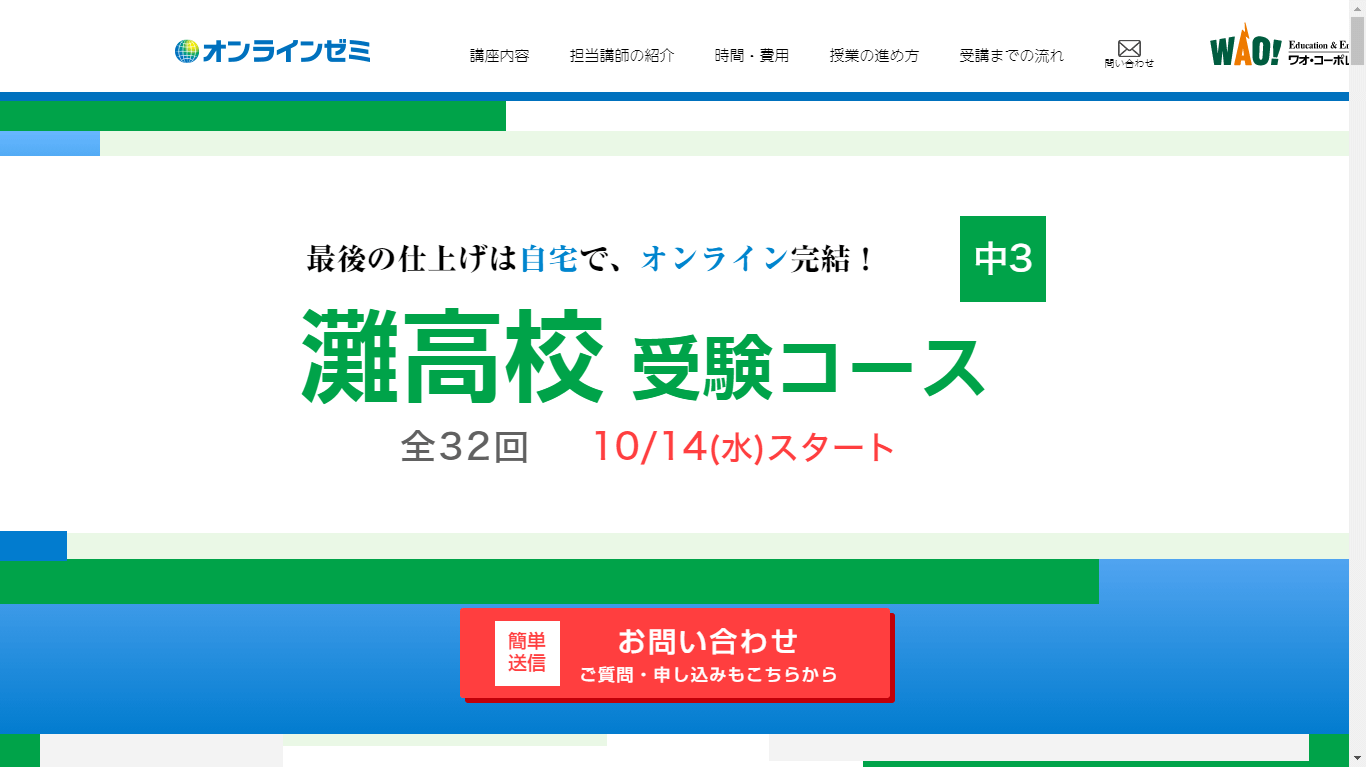 オンラインゼミ
講座内容
担当講師の紹介
時間・費用
授業の進め方
受講までの流れ
問い合わせ
WAO!
Education &
ワオ・コーポ
最後の仕上げは自宅で、オンライン完結！
中3
灘高校 受験コース
全32回 10/14(水)スタート
簡単
送信
お問い合わせ
ご質問・申し込みもこちらから